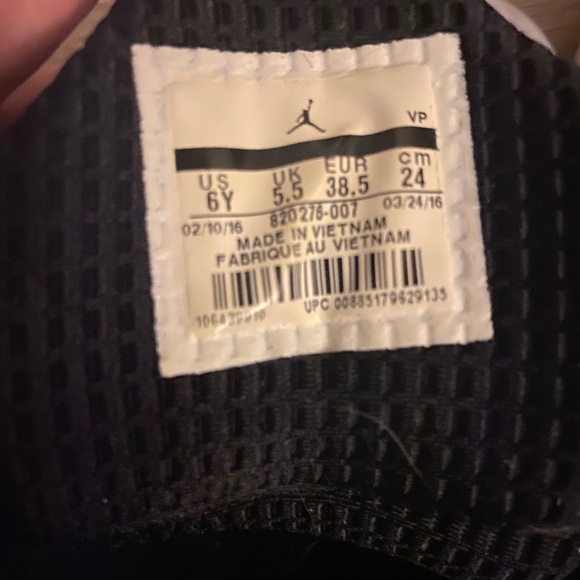 VP
US UK EUR cm
6Y 5.5 38.5 24
02/10/16 820276-007 03/24/16
MADE IN VIETNAM
FABRIQUE AU VIETNAM
UPC 00885179629135